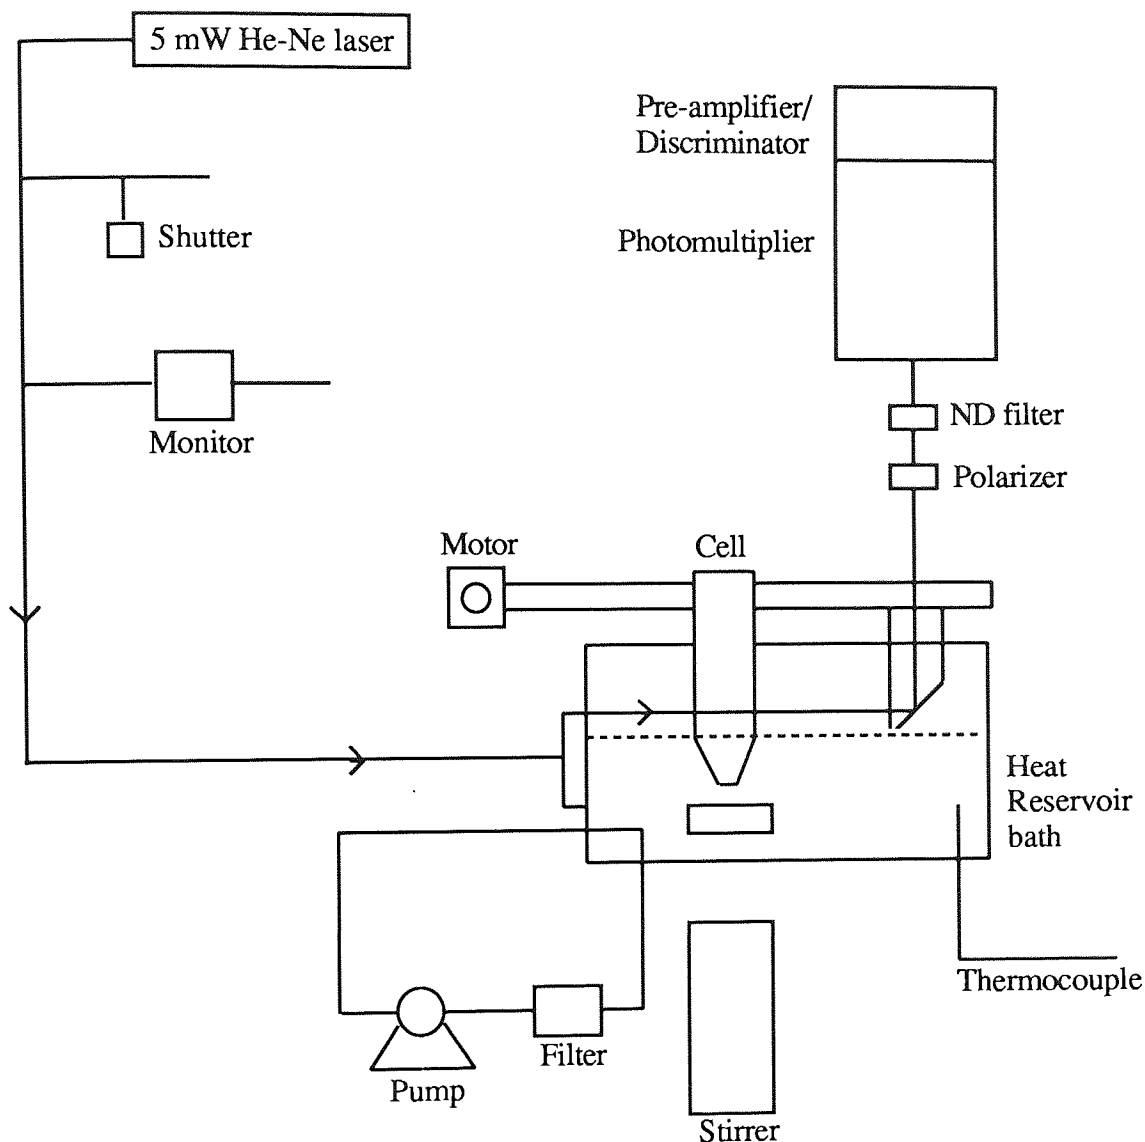 5 mW He-Ne laser
Pre-amplifier/
Discriminator
Shutter
Photomultiplier
Monitor
ND filter
Polarizer
Motor
Cell
Heat
Reservoir
bath
Thermocouple
Filter
Pump
Stirrer